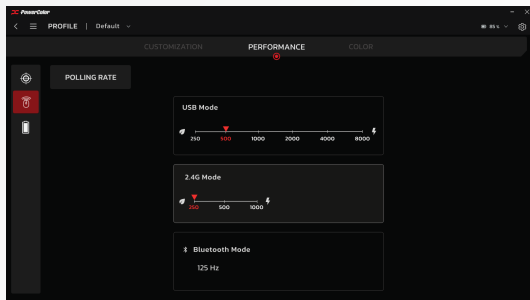 PowerColor
PROFILE | Default
85 %
CUSTOMIZATION PERFORMANCE COLOR
POLLING RATE
USB Mode
250 500 1000 2000 4000 8000
2.4G Mode
250 500 1000
Bluetooth Mode
125 Hz